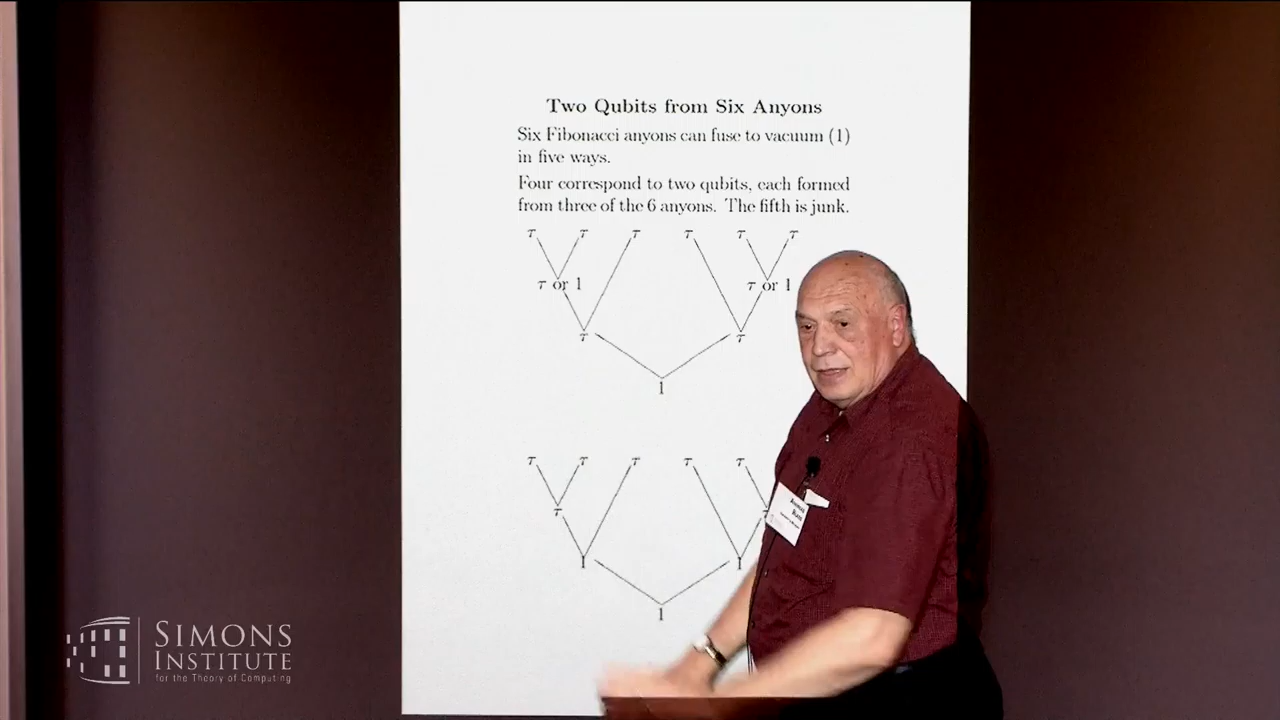 Two Qubits from Six Anyons
Six Fibonacci anyons can fuse to vacuum (1)
in five ways.
Four correspond to two qubits, each formed
from three of the 6 anyons. The fifth is junk.
τ τ τ τ τ τ
τ or 1 τ or 1
τ τ
1
τ τ τ τ τ
τ
1 1
1
SIMONS
INSTITUTE
for the Theory of Computing